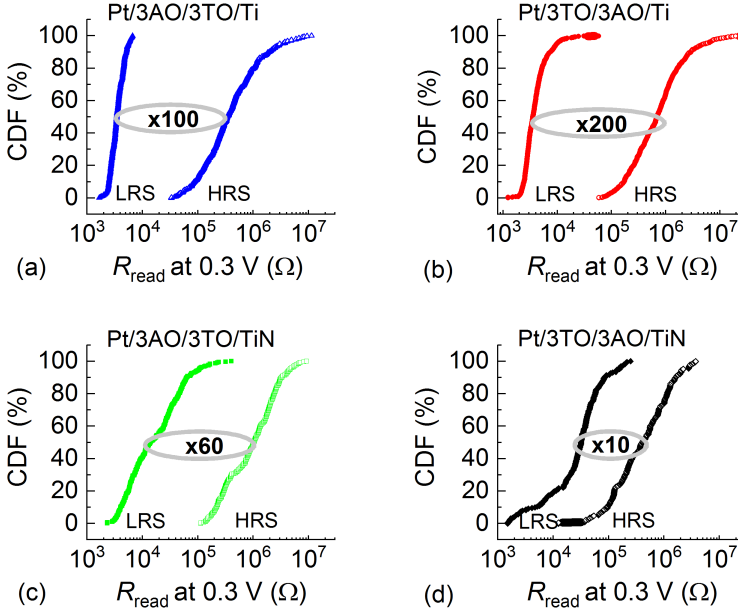 Pt/3AO/3TO/Ti
100
80
60
40
20
0
CDF (%)
x100
LRS
HRS
10³ 10⁴ 10⁵ 10⁶ 10⁷
(a) R_read at 0.3 V (Ω)
Pt/3TO/3AO/Ti
100
80
60
40
20
0
CDF (%)
x200
LRS
HRS
10³ 10⁴ 10⁵ 10⁶ 10⁷
(b) R_read at 0.3 V (Ω)
Pt/3AO/3TO/TiN
100
80
60
40
20
0
CDF (%)
x60
LRS
HRS
10³ 10⁴ 10⁵ 10⁶ 10⁷
(c) R_read at 0.3 V (Ω)
Pt/3TO/3AO/TiN
100
80
60
40
20
0
CDF (%)
x10
LRS
HRS
10³ 10⁴ 10⁵ 10⁶ 10⁷
(d) R_read at 0.3 V (Ω)